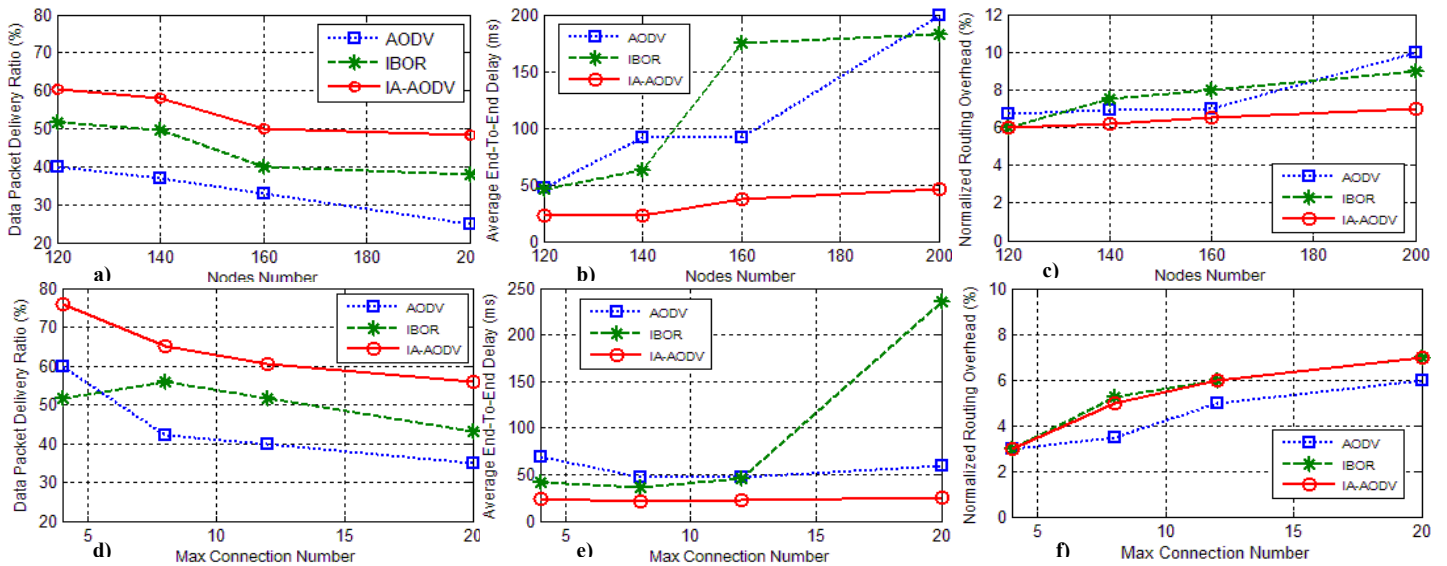 Data Packet Delivery Ratio (%)
80
70
60
50
40
30
20
AODV
IBOR
IA-AODV
120 140 160 180 20
a)
Nodes Number
Average End-To-End Delay (ms)
200
150
100
50
0
AODV
IBOR
IA-AODV
120 140 160 180 200
b)
Nodes Number
Normalized Routing Overhead (%)
12
10
8
6
4
2
0
AODV
IBOR
IA-AODV
120 140 160 180 200
c)
Nodes Number
Data Packet Delivery Ratio (%)
80
70
60
50
40
30
20
AODV
IBOR
IA-AODV
5 10 15 20
d)
Max Connection Number
Average End-To-End Delay (ms)
250
200
150
100
50
0
AODV
IBOR
IA-AODV
5 10 15 20
e)
Max Connection Number
Normalized Routing Overhead (%)
10
8
6
4
2
0
AODV
IBOR
IA-AODV
5 10 15 20
f)
Max Connection Number